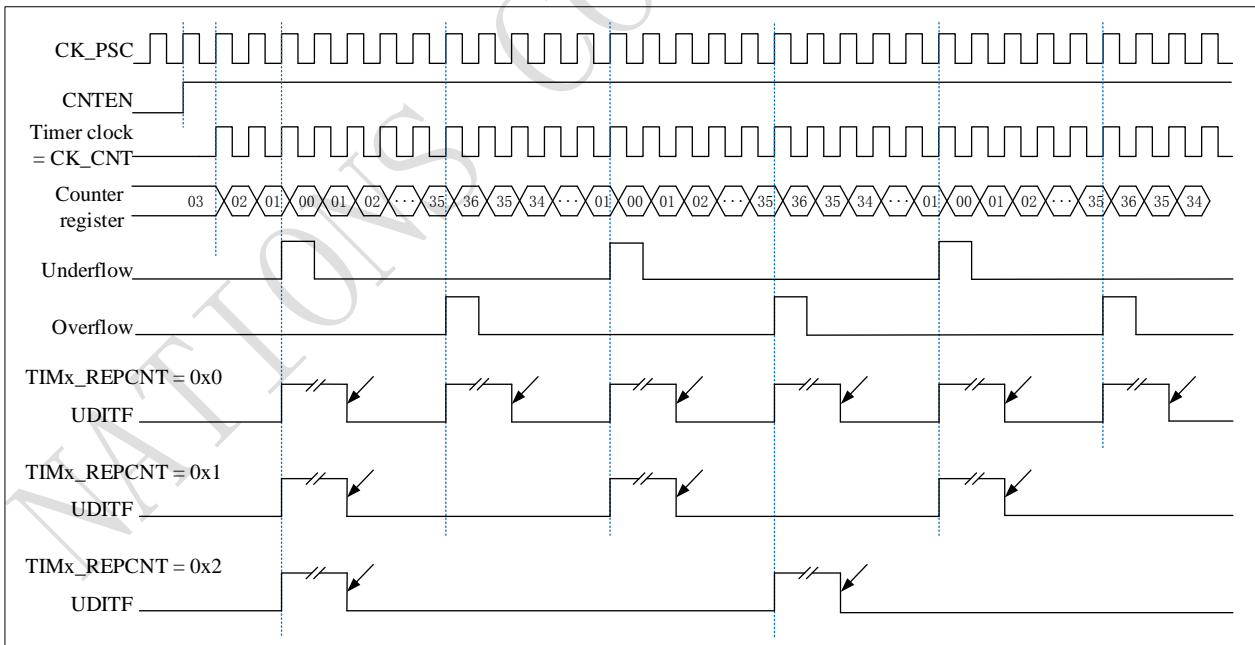 CK_PSC
CNTEN
Timer clock
= CK_CNT
Counter
register
03 02 01 00 01 02 ··· 35 36 35 34 ··· 01 00 01 02 ··· 35 36 35 34 ··· 01 00 01 02 ··· 35 36 35 34
Underflow
Overflow
TIMx_REPCNT = 0x0
UDITF
TIMx_REPCNT = 0x1
UDITF
TIMx_REPCNT = 0x2
UDITF
NATIONS CO